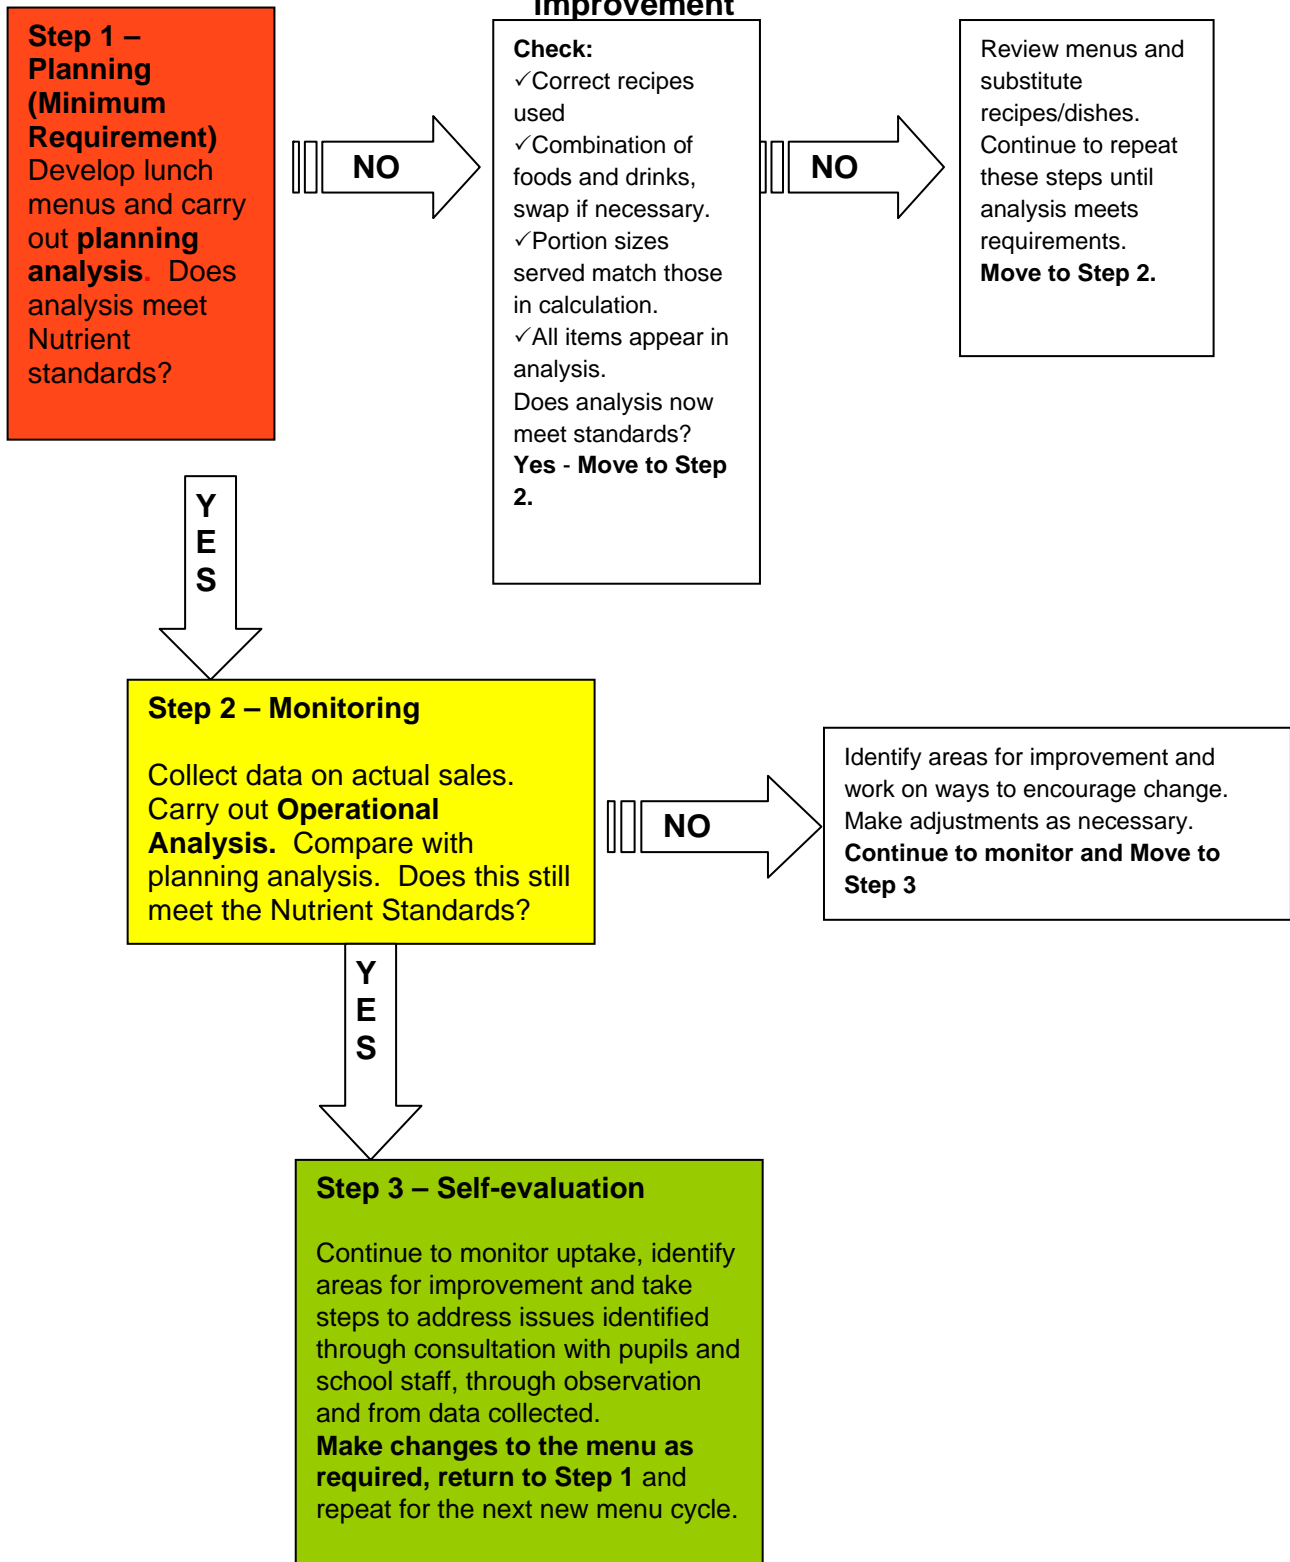 Improvement
Step 1 –
Planning
(Minimum
Requirement)
Develop lunch
menus and carry
out planning
analysis. Does
analysis meet
Nutrient
standards?
NO
Check:
✓Correct recipes
used
✓Combination of
foods and drinks,
swap if necessary.
✓Portion sizes
served match those
in calculation.
✓All items appear in
analysis.
Does analysis now
meet standards?
Yes - Move to Step
2.
NO
Review menus and
substitute
recipes/dishes.
Continue to repeat
these steps until
analysis meets
requirements.
Move to Step 2.
Y
E
S
Step 2 – Monitoring
Collect data on actual sales.
Carry out Operational
Analysis. Compare with
planning analysis. Does this still
meet the Nutrient Standards?
NO
Identify areas for improvement and
work on ways to encourage change.
Make adjustments as necessary.
Continue to monitor and Move to
Step 3
Y
E
S
Step 3 – Self-evaluation
Continue to monitor uptake, identify
areas for improvement and take
steps to address issues identified
through consultation with pupils and
school staff, through observation
and from data collected.
Make changes to the menu as
required, return to Step 1 and
repeat for the next new menu cycle.